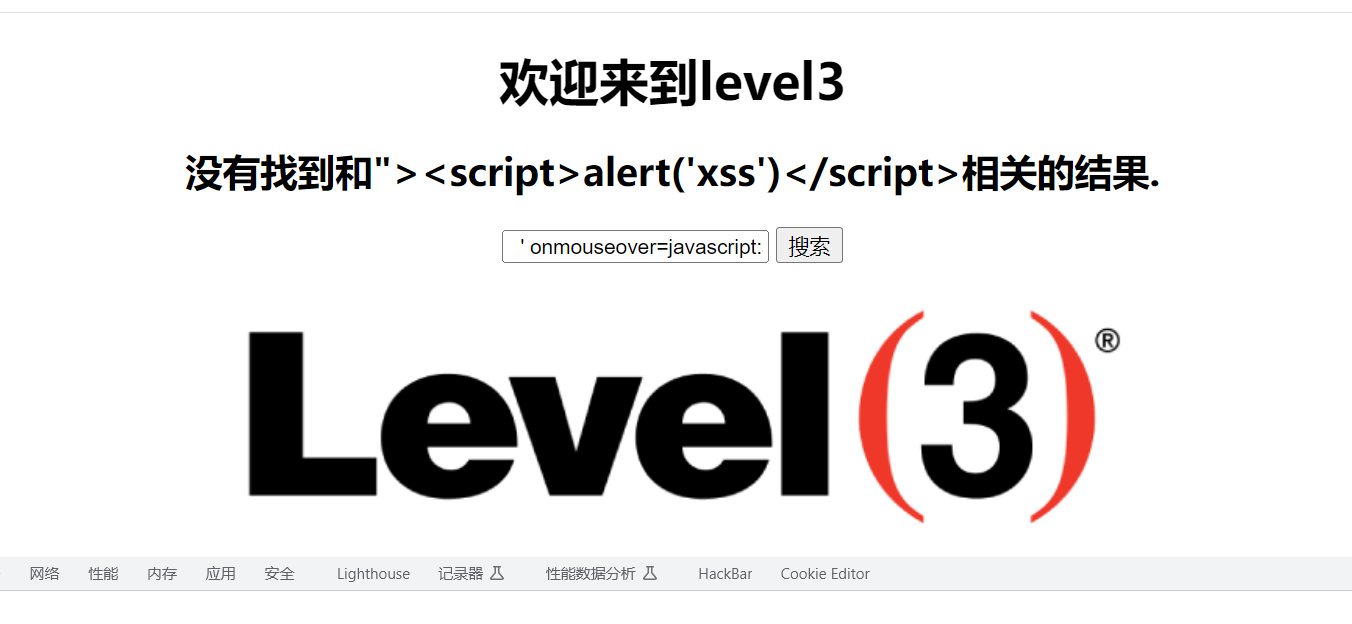 欢迎来到level3
没有找到和"><script>alert('xss')</script>相关的结果.
' onmouseover=javascript: 搜索
Level(3)®
网络 性能 内存 应用 安全 Lighthouse 记录器 性能数据分析 HackBar Cookie Editor